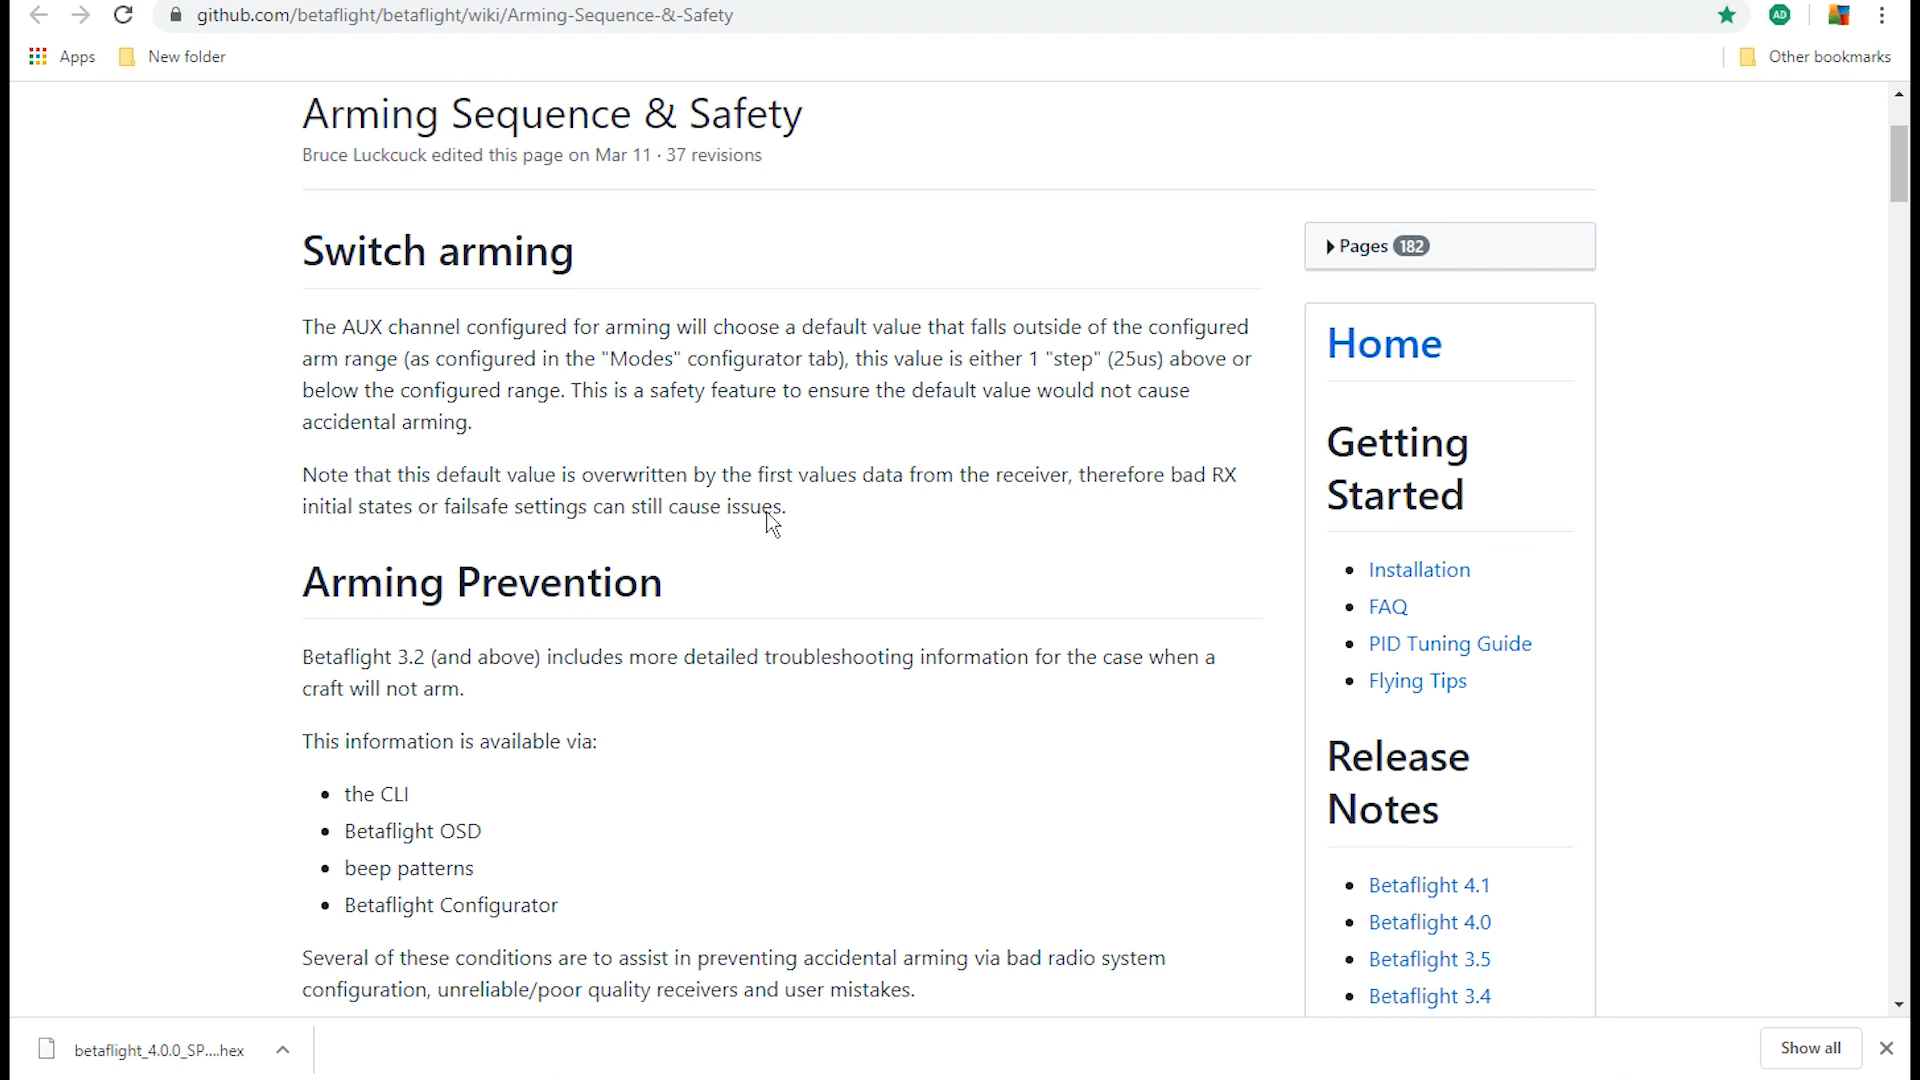 github.com/betaflight/betaflight/wiki/Arming-Sequence-&-Safety
AD
Apps
New folder
Other bookmarks
Arming Sequence & Safety
Bruce Luckcuck edited this page on Mar 11 · 37 revisions
Switch arming
The AUX channel configured for arming will choose a default value that falls outside of the configured
arm range (as configured in the "Modes" configurator tab), this value is either 1 "step" (25us) above or
below the configured range. This is a safety feature to ensure the default value would not cause
accidental arming.
Note that this default value is overwritten by the first values data from the receiver, therefore bad RX
initial states or failsafe settings can still cause issues.
Arming Prevention
Betaflight 3.2 (and above) includes more detailed troubleshooting information for the case when a
craft will not arm.
This information is available via:
the CLI
Betaflight OSD
beep patterns
Betaflight Configurator
Several of these conditions are to assist in preventing accidental arming via bad radio system
configuration, unreliable/poor quality receivers and user mistakes.
Pages 182
Home
Getting
Started
Installation
FAQ
PID Tuning Guide
Flying Tips
Release
Notes
Betaflight 4.1
Betaflight 4.0
Betaflight 3.5
Betaflight 3.4
betaflight_4.0.0_SP....hex
Show all